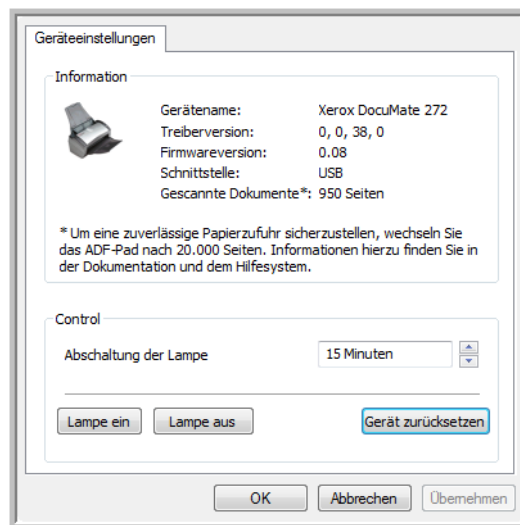 Geräteeinstellungen
Information
Gerätename: Xerox DocuMate 272
Treiberversion: 0, 0, 38, 0
Firmwareversion: 0.08
Schnittstelle: USB
Gescannte Dokumente*: 950 Seiten
* Um eine zuverlässige Papierzufuhr sicherzustellen, wechseln Sie
das ADF-Pad nach 20.000 Seiten. Informationen hierzu finden Sie in
der Dokumentation und dem Hilfesystem.
Control
Abschaltung der Lampe 15 Minuten
Lampe ein Lampe aus Gerät zurücksetzen
OK Abbrechen Übernehmen